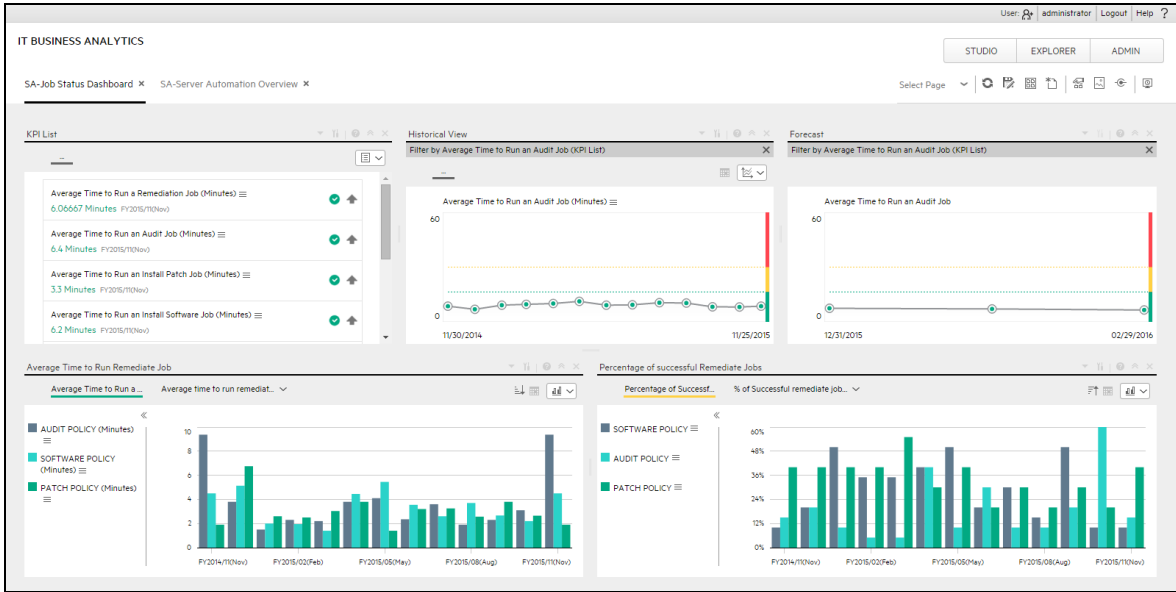 User: administrator Logout Help ?
IT BUSINESS ANALYTICS
STUDIO EXPLORER ADMIN
SA-Job Status Dashboard × SA-Server Automation Overview ×
Select Page
KPI List
...
Average Time to Run a Remediation Job (Minutes)
6.06667 Minutes FY2015/11(Nov)
Average Time to Run an Audit Job (Minutes)
6.4 Minutes FY2015/11(Nov)
Average Time to Run an Install Patch Job (Minutes)
3.3 Minutes FY2015/11(Nov)
Average Time to Run an Install Software Job (Minutes)
6.2 Minutes FY2015/11(Nov)
Historical View
Filter by Average Time to Run an Audit Job (KPI List)
...
Average Time to Run an Audit Job (Minutes)
60
0
11/30/2014 11/25/2015
Forecast
Filter by Average Time to Run an Audit Job (KPI List)
Average Time to Run an Audit Job
60
0
12/31/2015 02/29/2016
Average Time to Run Remediate Job
Average Time to Run a ... Average time to run remediat...
AUDIT POLICY (Minutes)
SOFTWARE POLICY
(Minutes)
PATCH POLICY (Minutes)
10
8
6
4
2
0
FY2014/11(Nov) FY2015/02(Feb) FY2015/05(May) FY2015/08(Aug) FY2015/11(Nov)
Percentage of successful Remediate Jobs
Percentage of Successf... % of Successful remediate job...
SOFTWARE POLICY
AUDIT POLICY
PATCH POLICY
60%
48%
36%
24%
12%
0%
FY2014/11(Nov) FY2015/02(Feb) FY2015/05(May) FY2015/08(Aug) FY2015/11(Nov)